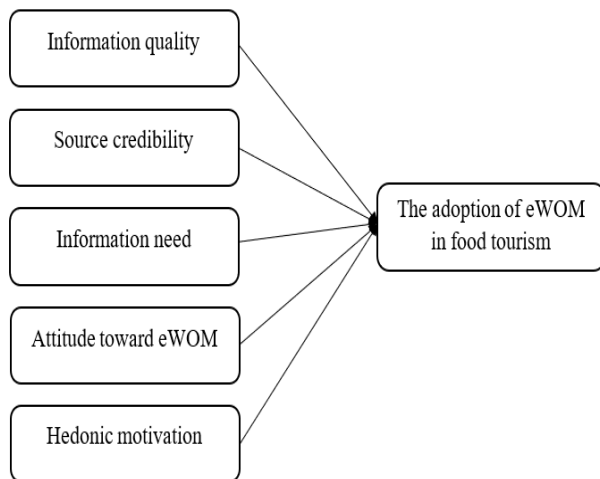 Information quality
Source credibility
Information need
Attitude toward eWOM
Hedonic motivation
The adoption of eWOM
in food tourism